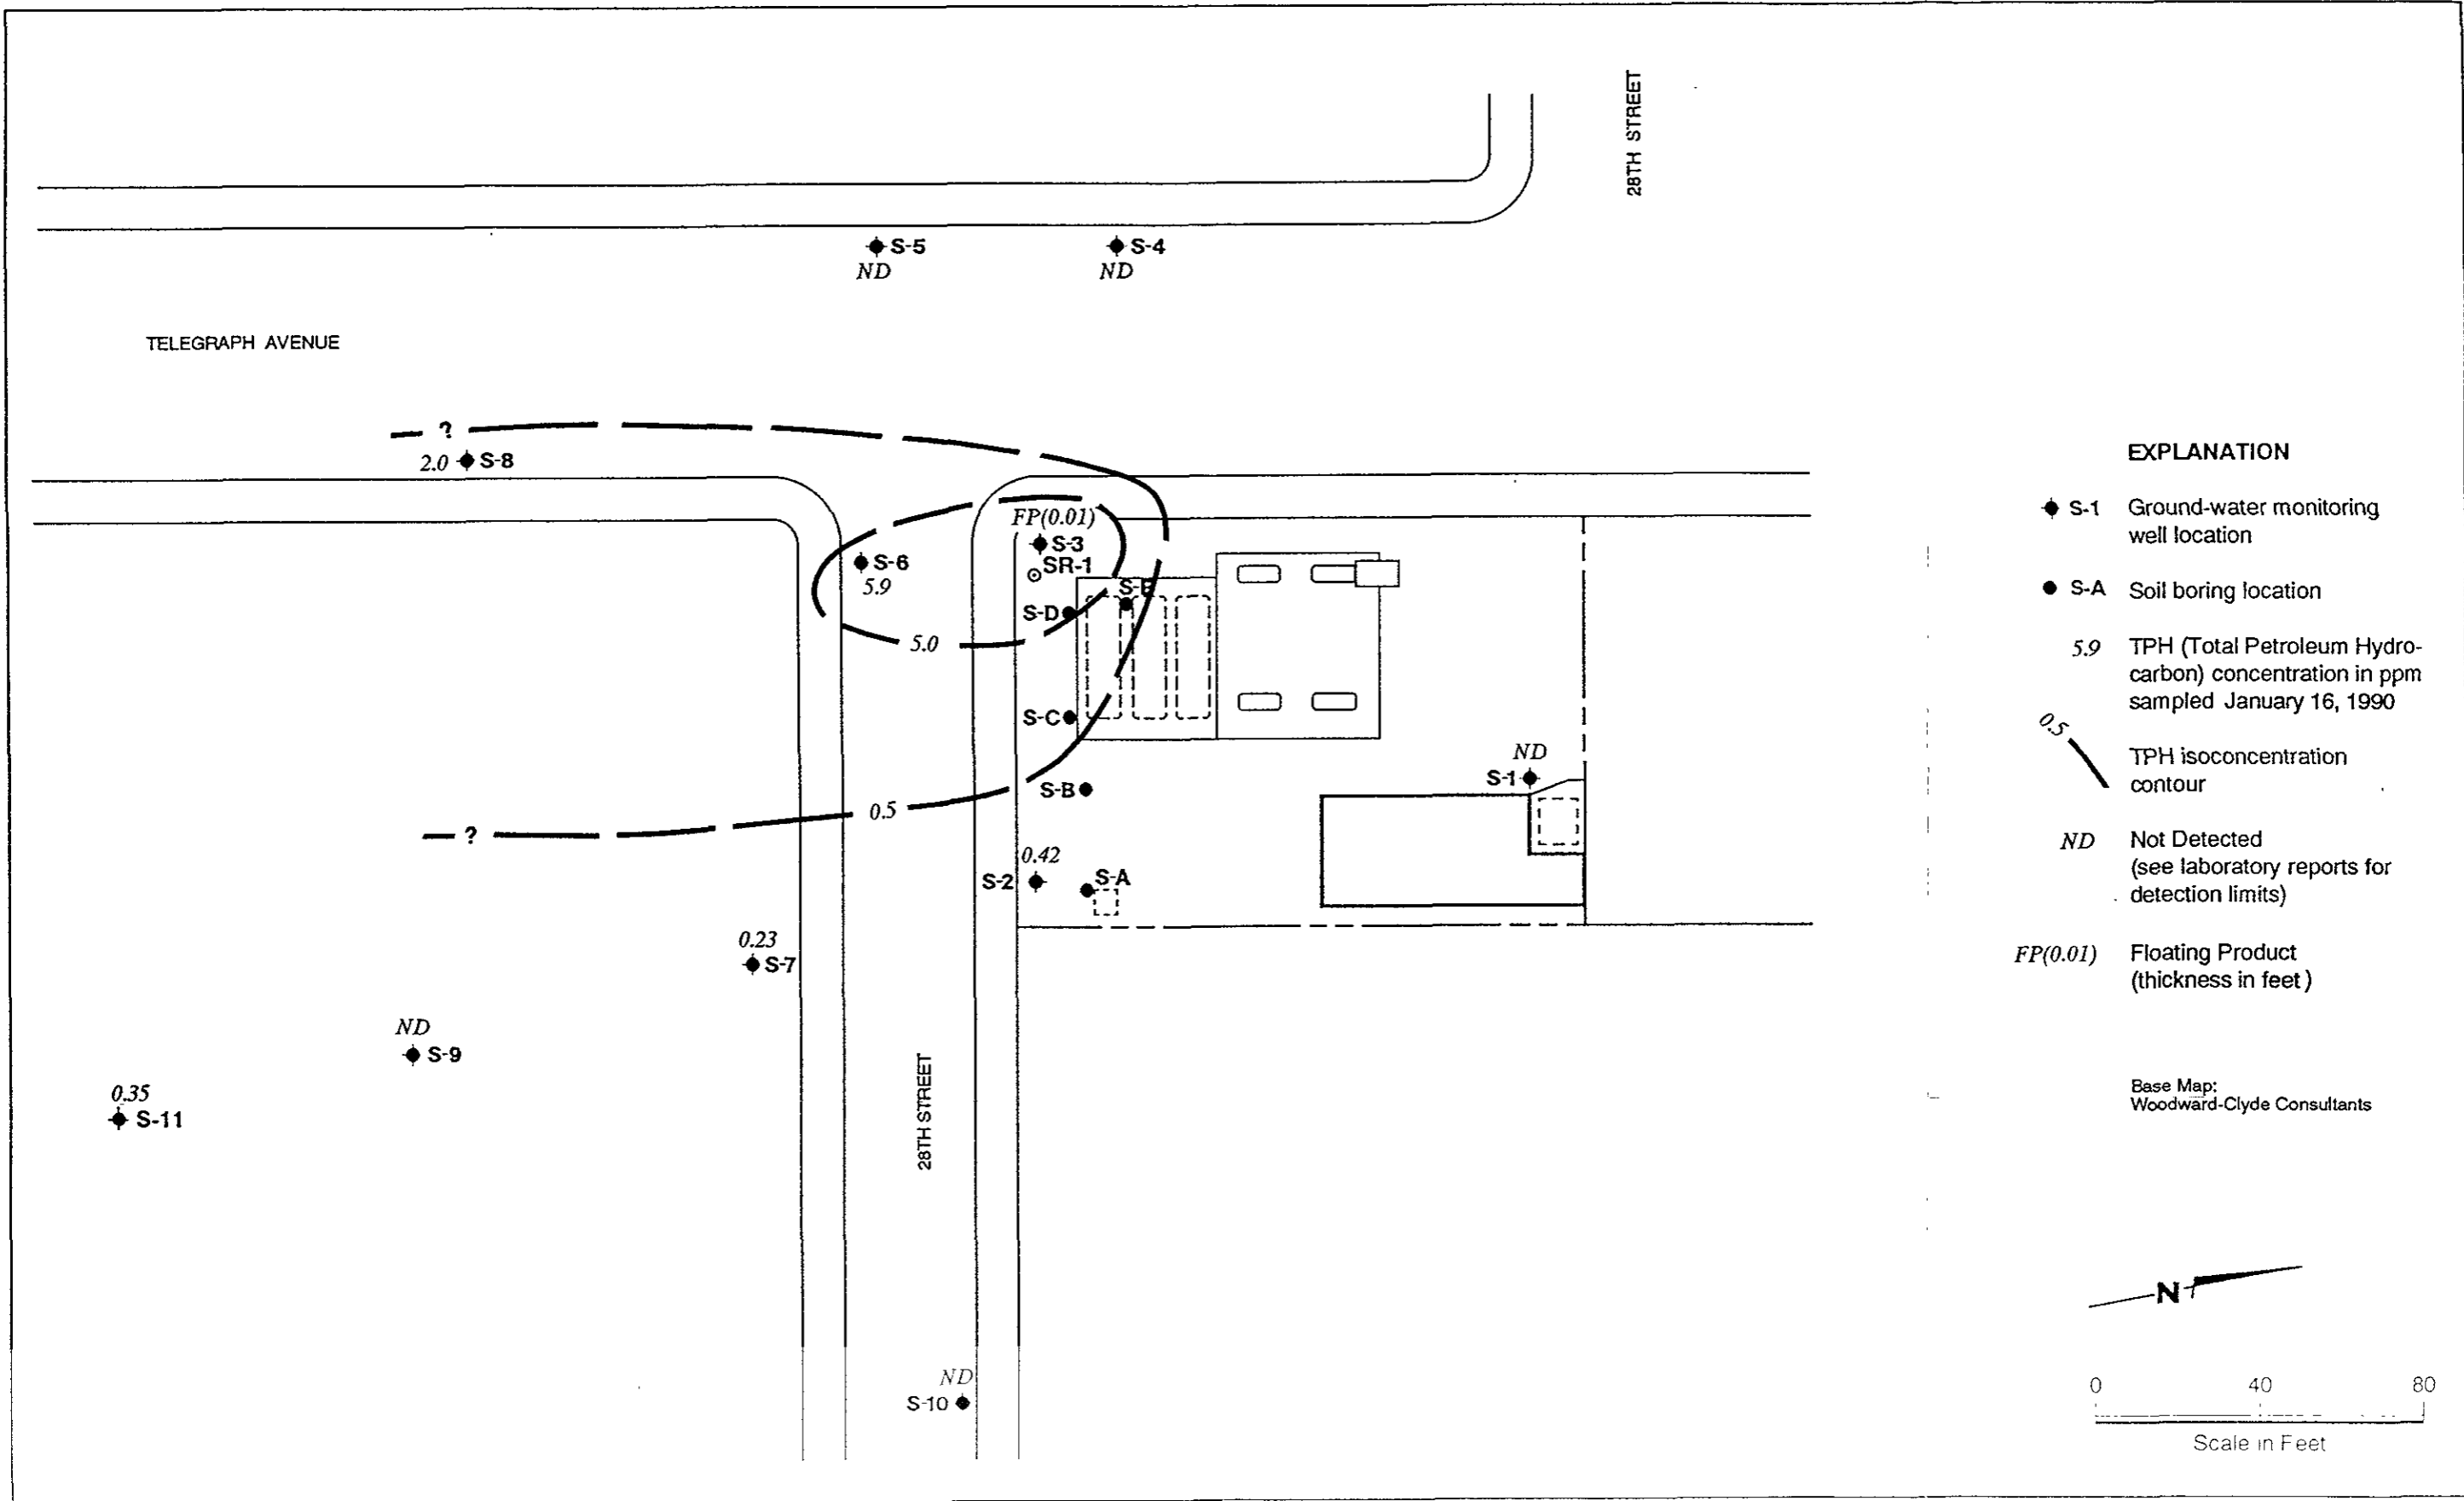 28TH STREET
S-5
ND
S-4
ND
TELEGRAPH AVENUE
?
2.0 S-8
FP(0.01)
S-3
SR-1
S-6
5.9
S-E
S-D
5.0
S-C
ND
S-1
S-B
0.5
?
0.42
S-2
S-A
0.23
S-7
ND
S-9
0.35
S-11
28TH STREET
ND
S-10
EXPLANATION
S-1 Ground-water monitoring
well location
S-A Soil boring location
5.9 TPH (Total Petroleum Hydro-
carbon) concentration in ppm
sampled January 16, 1990
0.5
TPH isoconcentration
contour
ND Not Detected
(see laboratory reports for
detection limits)
FP(0.01) Floating Product
(thickness in feet)
Base Map:
Woodward-Clyde Consultants
N
0 40 80
Scale in Feet